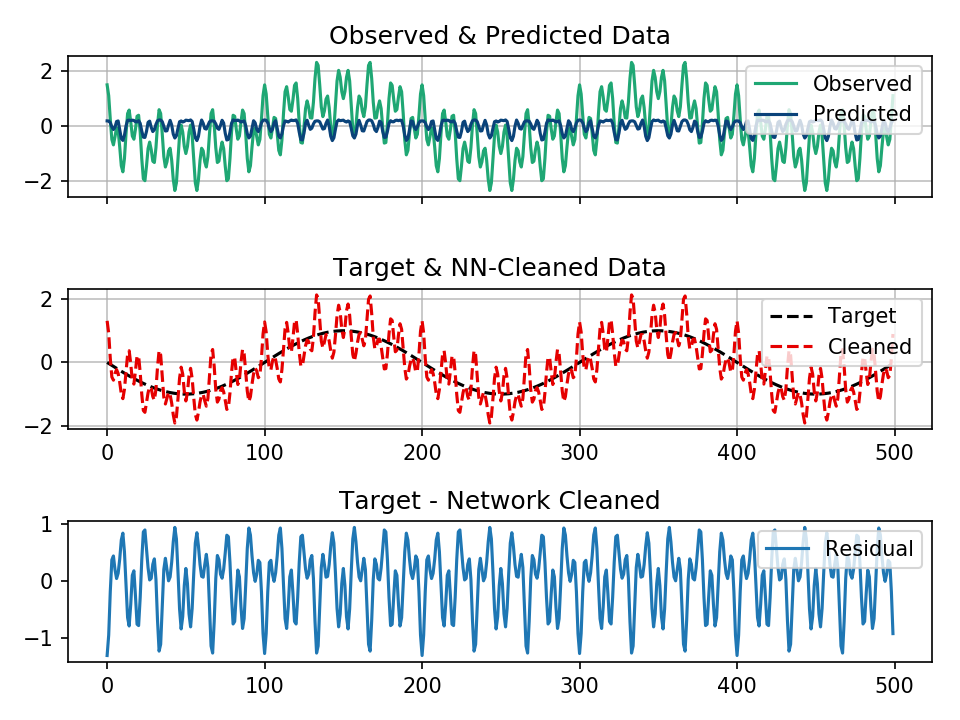 Observed & Predicted Data
2
0
−2
Observed
Predicted
Target & NN-Cleaned Data
2
0
−2
Target
Cleaned
0 100 200 300 400 500
Target - Network Cleaned
1
0
−1
Residual
0 100 200 300 400 500